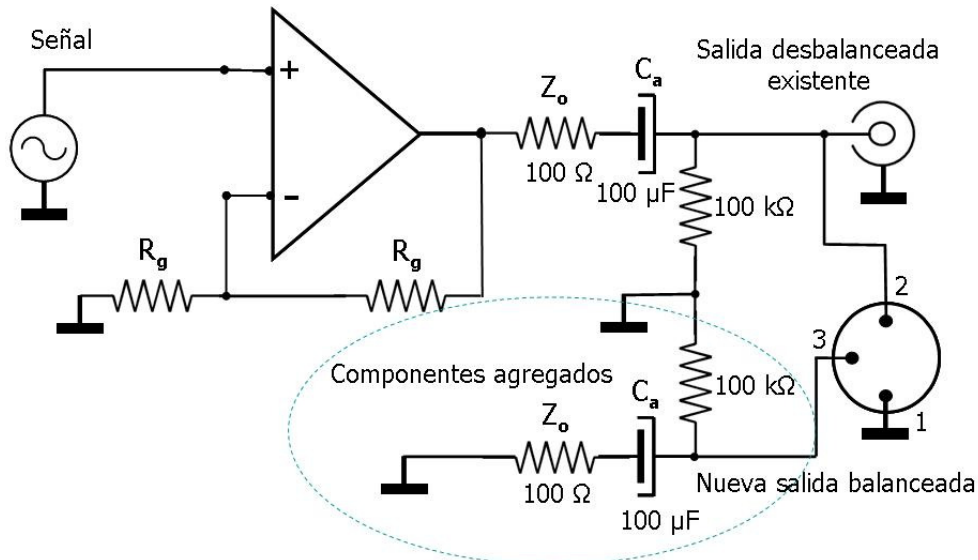 Señal
Salida desbalanceada
existente
+
-
Zo
100 Ω
Ca
100 µF
100 kΩ
Rg
Rg
2
3
1
Componentes agregados
100 kΩ
Zo
100 Ω
Ca
100 µF
Nueva salida balanceada